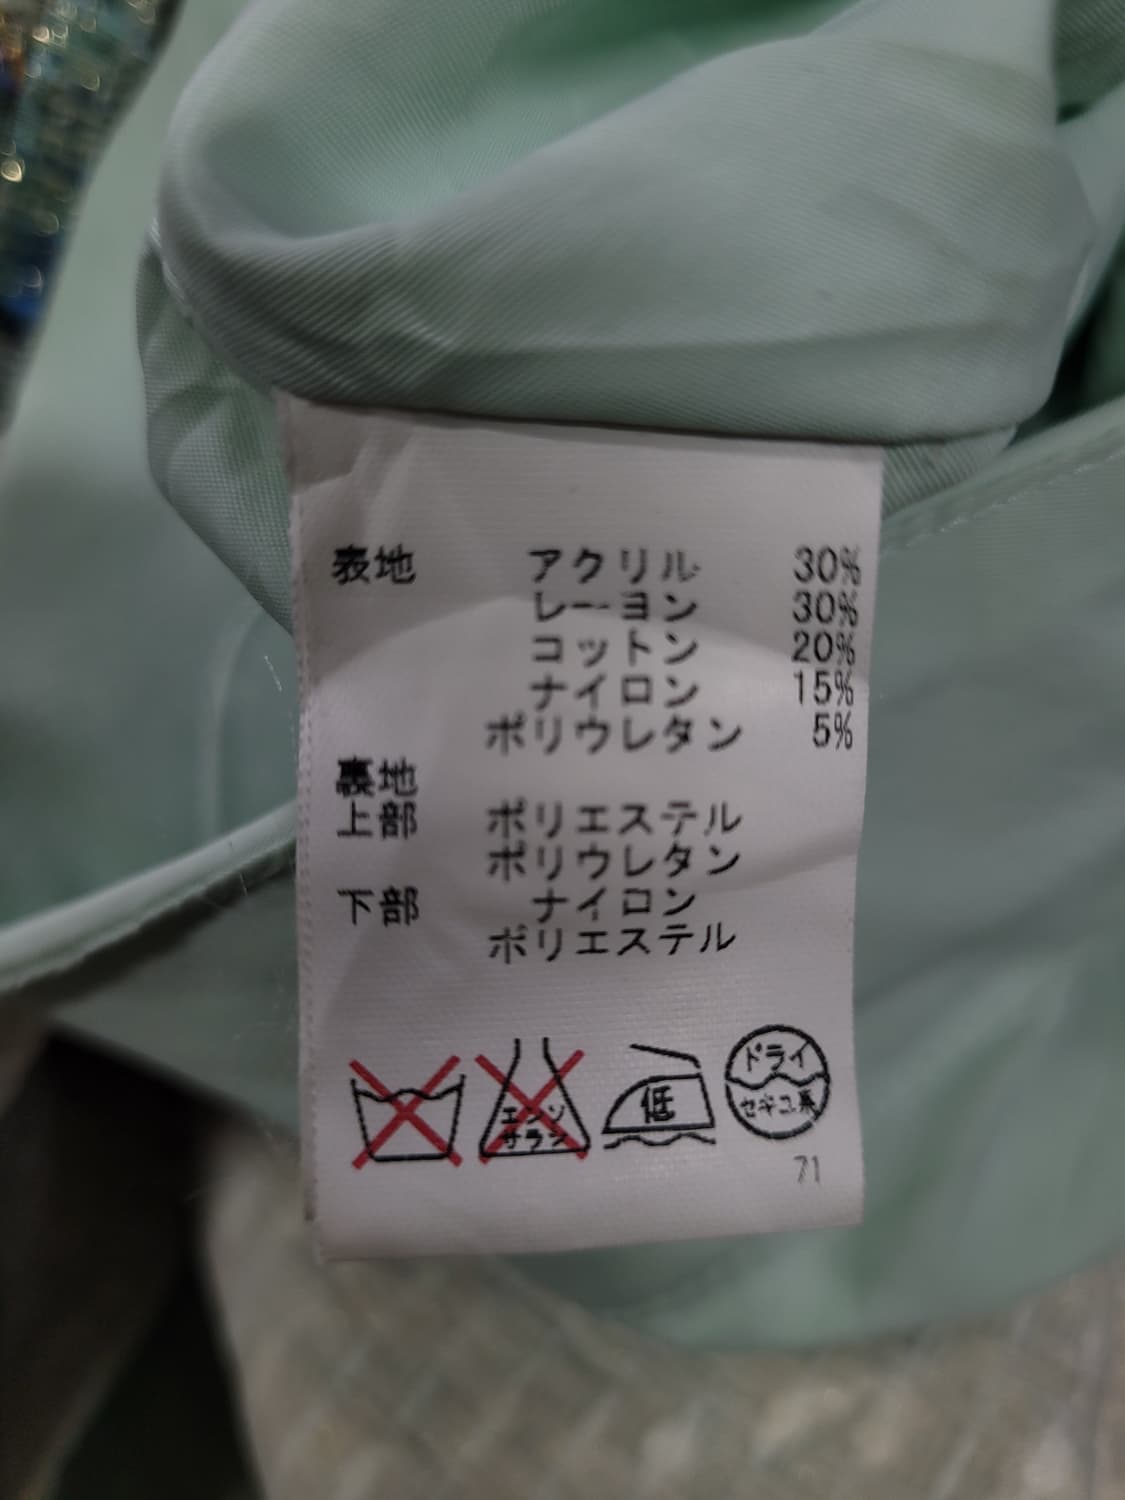 表地 アクリル 30%
レーヨン 30%
コットン 20%
ナイロン 15%
ポリウレタン 5%
裏地
上部 ポリエステル
ポリウレタン
下部 ナイロン
ポリエステル
エンソサラシ 低 ドライ セキユ系
71